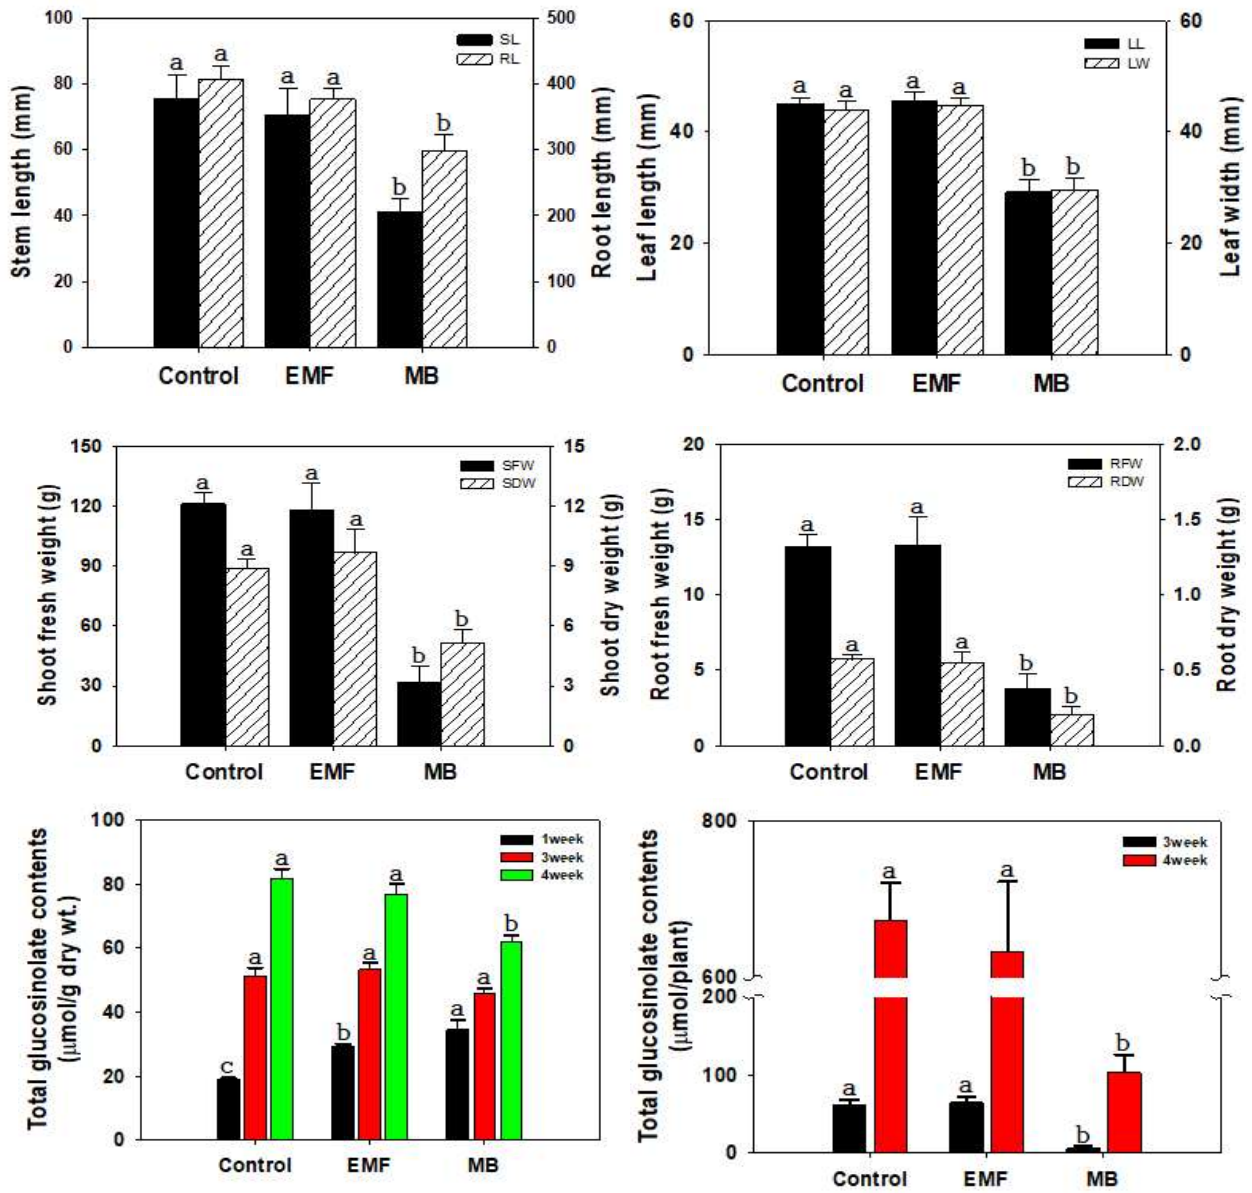 100
80
60
40
20
0
Stem length (mm)
a a
a a
b
b
SL
RL
500
400
300
200
100
0
Root length (mm)
Control EMF MB
60
40
20
0
Leaf length (mm)
a a
a a
b b
LL
LW
60
40
20
0
Leaf width (mm)
Control EMF MB
150
120
90
60
30
0
Shoot fresh weight (g)
a
a
a
a
b
b
SFW
SDW
15
12
9
6
3
0
Shoot dry weight (g)
Control EMF MB
20
15
10
5
0
Root fresh weight (g)
a
a
a
a
b
b
RFW
RDW
2.0
1.5
1.0
0.5
0.0
Root dry weight (g)
Control EMF MB
100
80
60
40
20
0
Total glucosinolate contents
(μmol/g dry wt.)
c a a
b a a
a a b
1week
3week
4week
Control EMF MB
800
600
200
100
0
Total glucosinolate contents
(μmol/plant)
a a
a a
b b
3week
4week
Control EMF MB